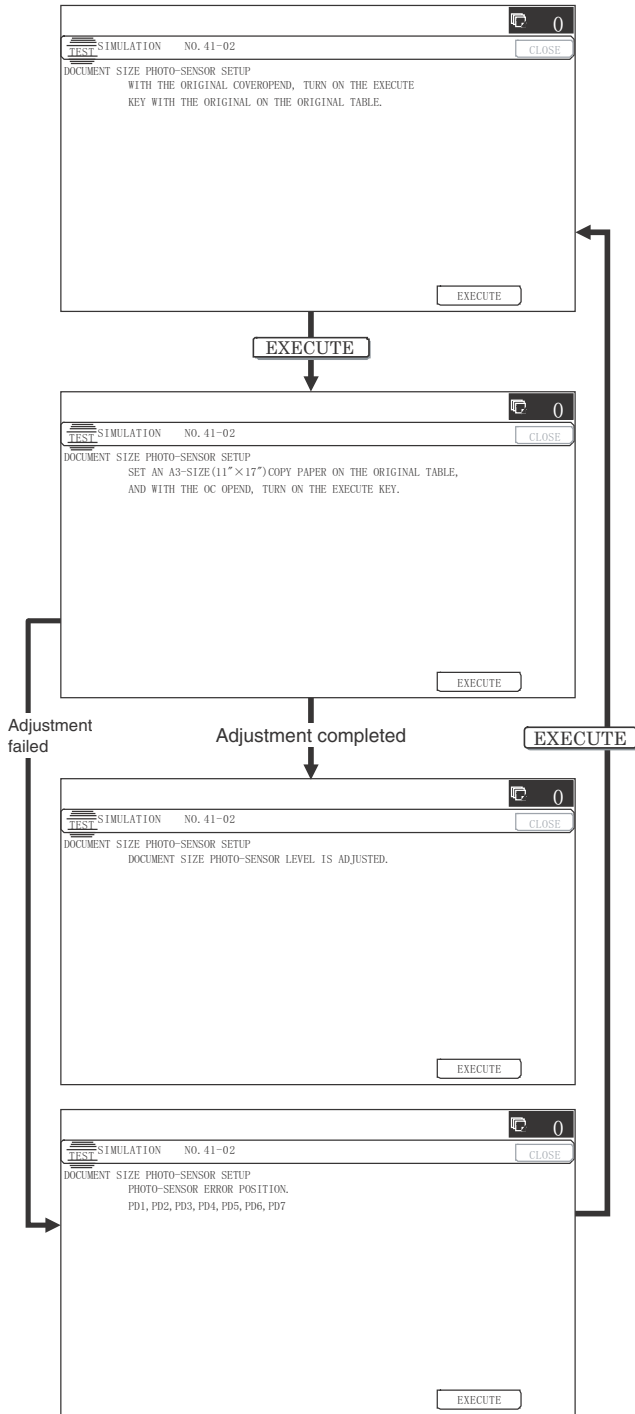 0
TEST SIMULATION NO. 41-02 CLOSE
DOCUMENT SIZE PHOTO-SENSOR SETUP
WITH THE ORIGINAL COVEROPEND, TURN ON THE EXECUTE
KEY WITH THE ORIGINAL ON THE ORIGINAL TABLE.
EXECUTE
EXECUTE
0
TEST SIMULATION NO. 41-02 CLOSE
DOCUMENT SIZE PHOTO-SENSOR SETUP
SET AN A3-SIZE(11″×17″)COPY PAPER ON THE ORIGINAL TABLE,
AND WITH THE OC OPEND, TURN ON THE EXECUTE KEY.
EXECUTE
Adjustment
failed
Adjustment completed
EXECUTE
0
TEST SIMULATION NO. 41-02 CLOSE
DOCUMENT SIZE PHOTO-SENSOR SETUP
DOCUMENT SIZE PHOTO-SENSOR LEVEL IS ADJUSTED.
EXECUTE
0
TEST SIMULATION NO. 41-02 CLOSE
DOCUMENT SIZE PHOTO-SENSOR SETUP
PHOTO-SENSOR ERROR POSITION.
PD1, PD2, PD3, PD4, PD5, PD6, PD7
EXECUTE